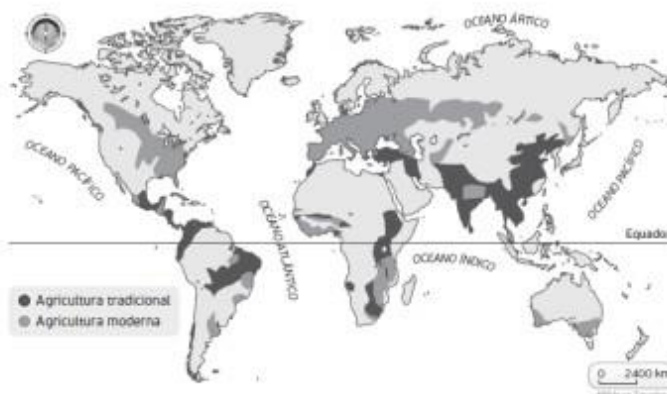 OCEANO ÁRTICO
OCEANO PACÍFICO
OCEANO ATLÂNTICO
OCEANO PACÍFICO
Equador
OCEANO ÍNDICO
Agricultura tradicional
Agricultura moderna
0 2400 km